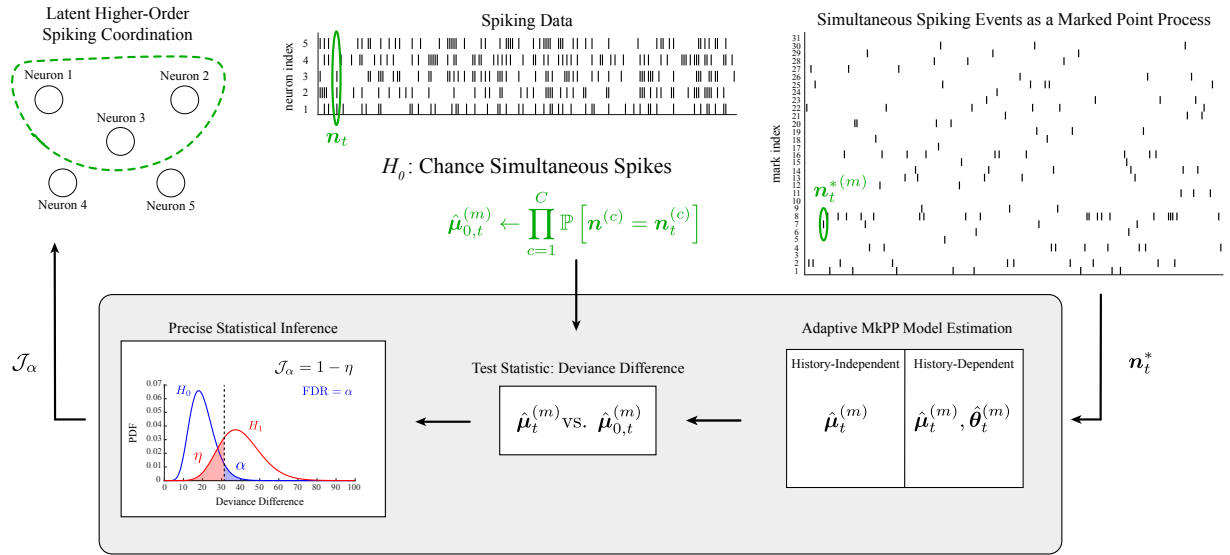 Latent Higher-Order
Spiking Coordination
Neuron 1
Neuron 2
Neuron 3
Neuron 4
Neuron 5
Spiking Data
neuron index
5
4
3
2
1
n_t
H_0: Chance Simultaneous Spikes
\hat{μ}_{0,t}^{(m)} ← ∏_{c=1}^{C} ℙ [n^{(c)} = n_t^{(c)}]
Simultaneous Spiking Events as a Marked Point Process
mark index
31
30
29
27
26
25
24
23
22
21
20
19
18
17
16
15
14
13
12
11
10
9
8
7
6
5
4
3
2
1
n_t^{*(m)}
𝒥_α
n_t^*
Precise Statistical Inference
𝒥_α = 1 − η
FDR = α
PDF
0.07
0.06
0.05
0.04
0.03
0.02
0.01
0
H_0
H_1
η
α
0 10 20 30 40 50 60 70 80 90 100
Deviance Difference
Test Statistic: Deviance Difference
\hat{μ}_t^{(m)} vs. \hat{μ}_{0,t}^{(m)}
Adaptive MkPP Model Estimation
History-Independent
\hat{μ}_t^{(m)}
History-Dependent
\hat{μ}_t^{(m)}, \hat{θ}_t^{(m)}